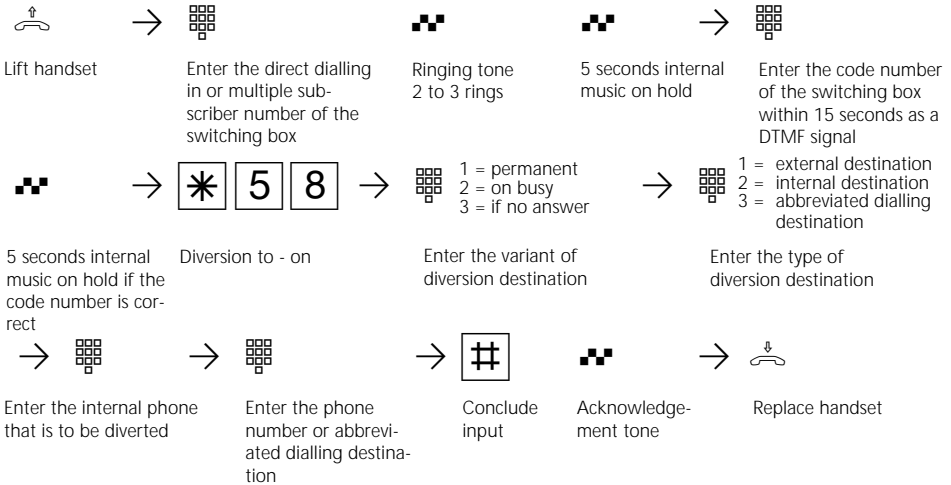 Lift handset
Enter the direct dialling
in or multiple sub-
scriber number of the
switching box
Ringing tone
2 to 3 rings
5 seconds internal
music on hold
Enter the code number
of the switching box
within 15 seconds as a
DTMF signal
5 seconds internal
music on hold if the
code number is cor-
rect
* 5 8
Diversion to - on
1 = permanent
2 = on busy
3 = if no answer
Enter the variant of
diversion destination
1 = external destination
2 = internal destination
3 = abbreviated dialling
destination
Enter the type of
diversion destination
Enter the internal phone
that is to be diverted
Enter the phone
number or abbrevi-
ated dialling destina-
tion
#
Conclude
input
Acknowledge-
ment tone
Replace handset